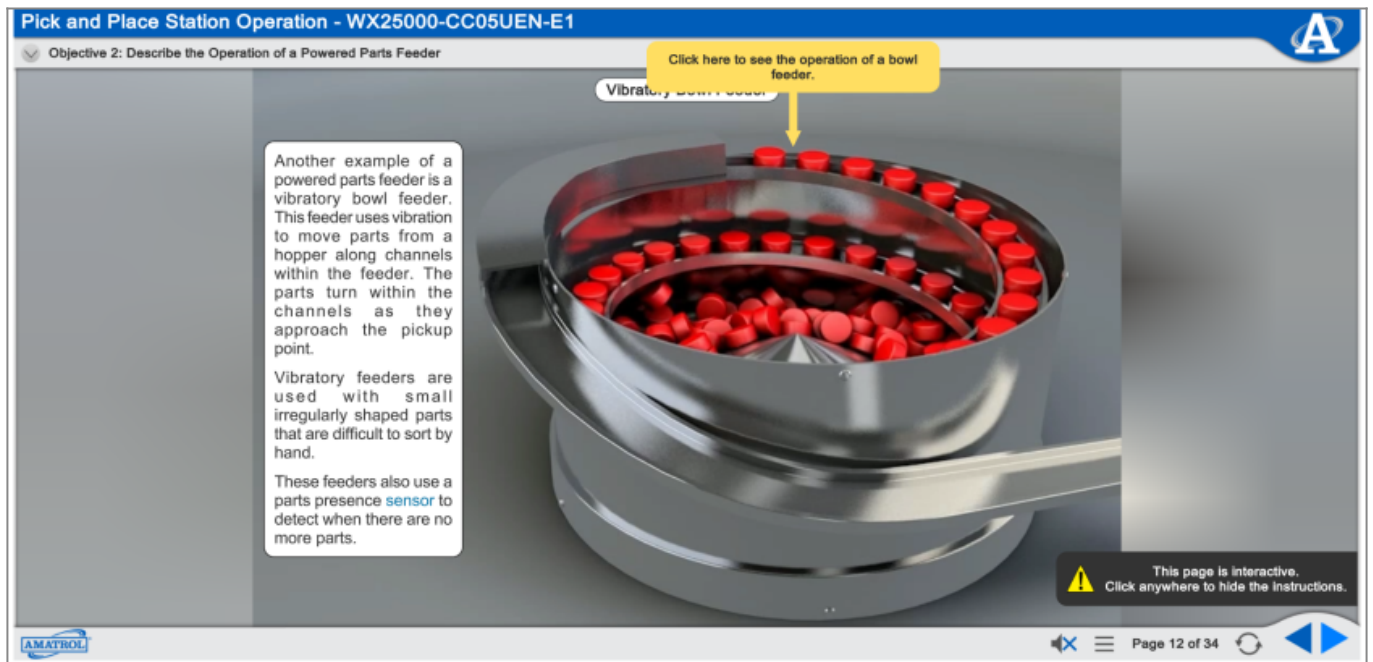 Pick and Place Station Operation - WX25000-CC05UEN-E1
Objective 2: Describe the Operation of a Powered Parts Feeder
Click here to see the operation of a bowl
feeder.
Another example of a
powered parts feeder is a
vibratory bowl feeder.
This feeder uses vibration
to move parts from a
hopper along channels
within the feeder. The
parts turn within the
channels as they
approach the pickup
point.
Vibratory feeders are
used with small
irregularly shaped parts
that are difficult to sort by
hand.
These feeders also use a
parts presence sensor to
detect when there are no
more parts.
This page is interactive.
Click anywhere to hide the instructions.
AMATROL
Page 12 of 34
A